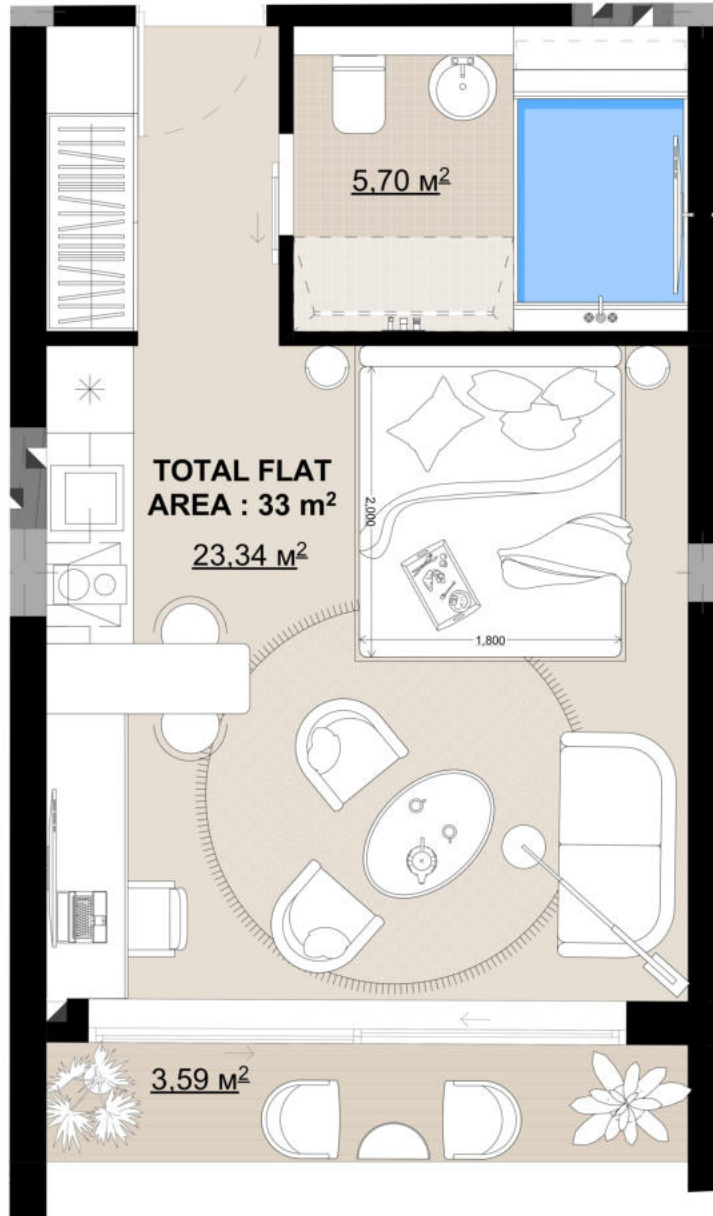 5,70 м²
TOTAL FLAT
AREA : 33 m²
23,34 м²
2,000
1,800
3,59 м²